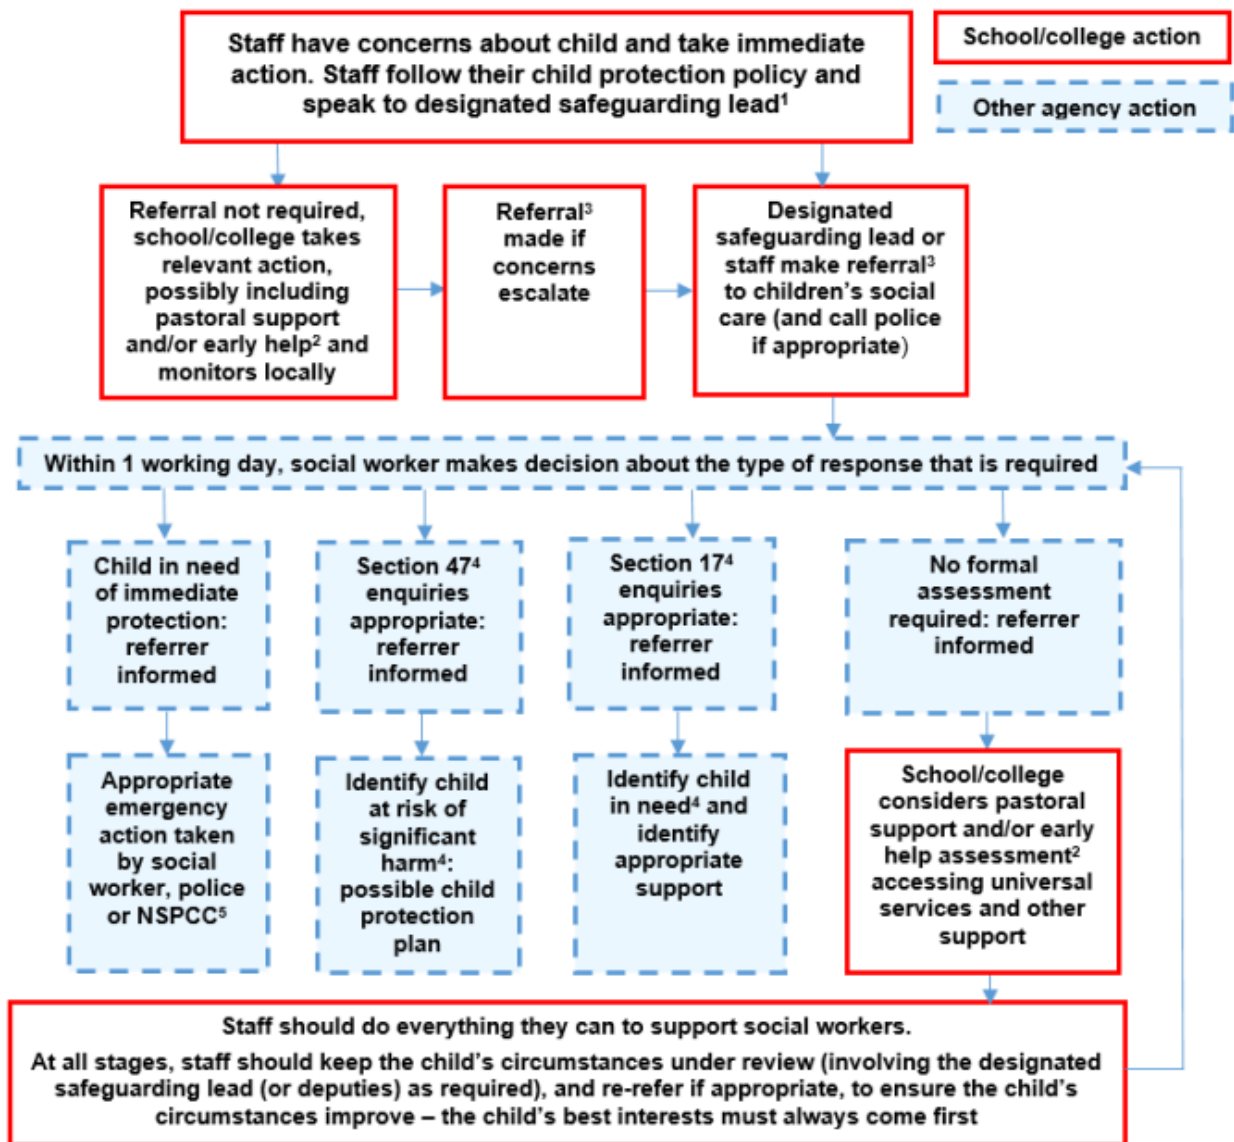 Staff have concerns about child and take immediate
action. Staff follow their child protection policy and
speak to designated safeguarding lead¹
School/college action
Other agency action
Referral not required,
school/college takes
relevant action,
possibly including
pastoral support
and/or early help² and
monitors locally
Referral³
made if
concerns
escalate
Designated
safeguarding lead or
staff make referral³
to children's social
care (and call police
if appropriate)
Within 1 working day, social worker makes decision about the type of response that is required
Child in need
of immediate
protection:
referrer
informed
Section 47⁴
enquiries
appropriate:
referrer
informed
Section 17⁴
enquiries
appropriate:
referrer
informed
No formal
assessment
required: referrer
informed
Appropriate
emergency
action taken
by social
worker, police
or NSPCC⁵
Identify child
at risk of
significant
harm⁴:
possible child
protection
plan
Identify child
in need⁴ and
identify
appropriate
support
School/college
considers pastoral
support and/or early
help assessment²
accessing universal
services and other
support
Staff should do everything they can to support social workers.
At all stages, staff should keep the child's circumstances under review (involving the designated
safeguarding lead (or deputies) as required), and re-refer if appropriate, to ensure the child's
circumstances improve – the child's best interests must always come first